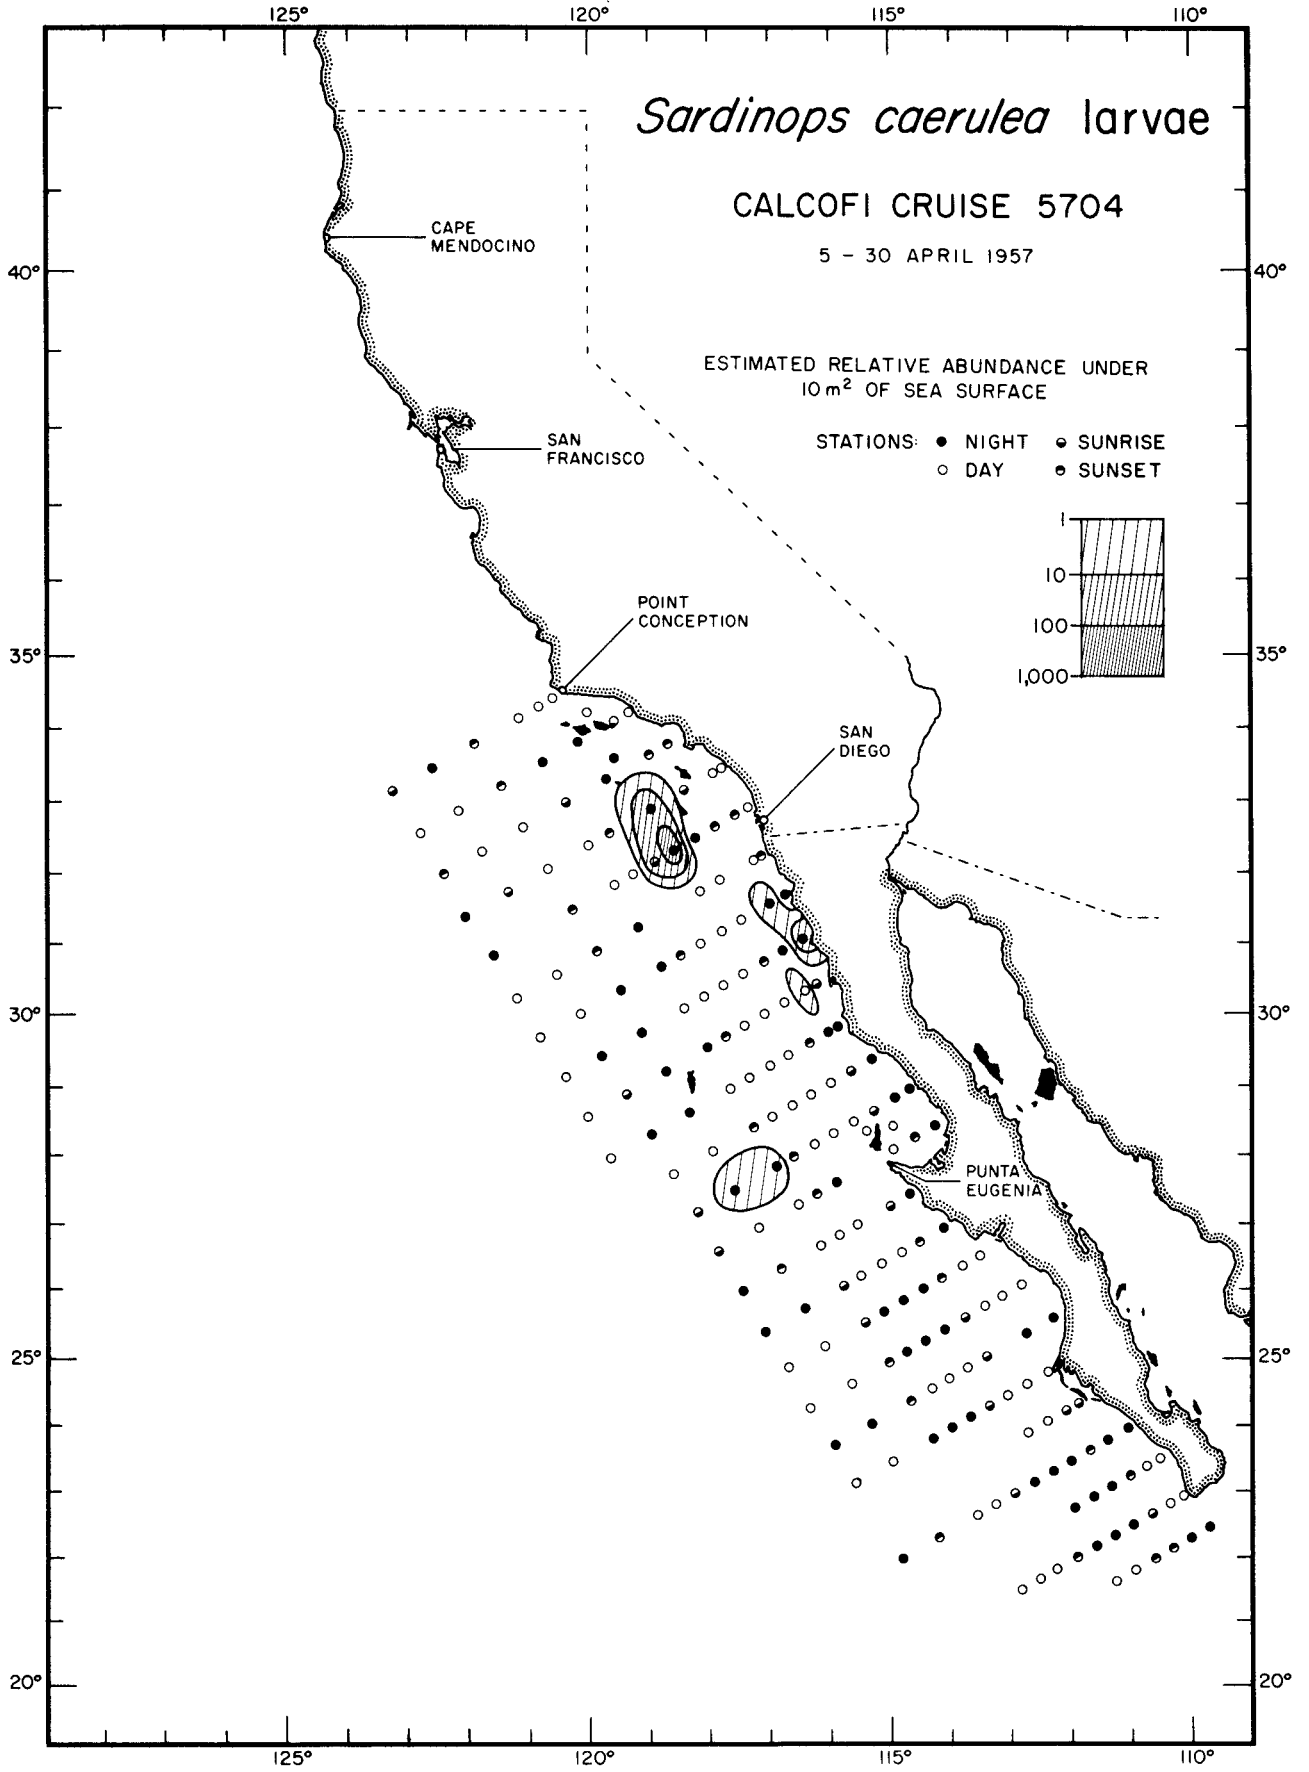 125° 120° 115° 110°
Sardinops caerulea larvae
CALCOFI CRUISE 5704
5 – 30 APRIL 1957
CAPE
MENDOCINO
40° 40°
ESTIMATED RELATIVE ABUNDANCE UNDER
10 m² OF SEA SURFACE
STATIONS: NIGHT SUNRISE
DAY SUNSET
SAN
FRANCISCO
1
10
100
1,000
POINT
CONCEPTION
35° 35°
SAN
DIEGO
30° 30°
PUNTA
EUGENIA
25° 25°
20° 20°
125° 120° 115° 110°